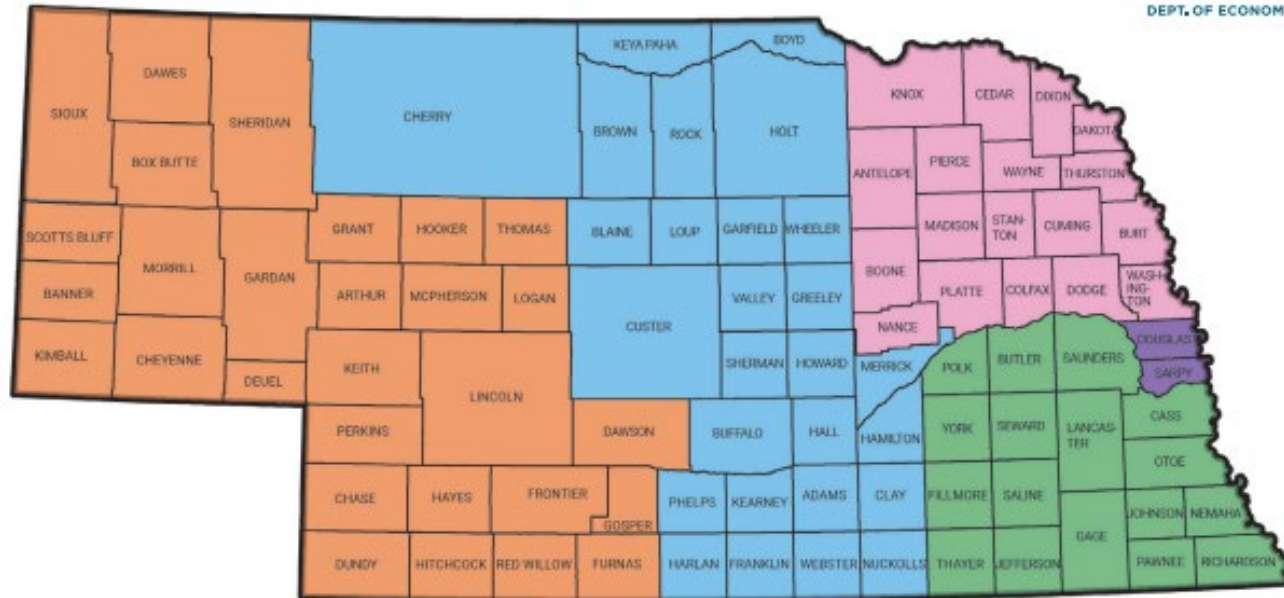 DEPT. OF ECONOM
KEYA PAHA
BOYD
DAWES
SIOUX
SHERIDAN
CHERRY
KNOX
CEDAR
DIXON
DAKOTA
BOX BUTTE
BROWN
ROCK
HOLT
ANTELOPE
PIERCE
WAYNE
THURSTON
SCOTTS BLUFF
GRANT
HOOKER
THOMAS
BLAINE
LOUP
GARFIELD
WHEELER
MADISON
STAN-
TON
CUMING
BURT
MORRILL
GARDAN
BANNER
ARTHUR
MCPHERSON
LOGAN
CUSTER
VALLEY
GREELEY
BOONE
PLATTE
COLFAX
DODGE
WASH-
ING-
TON
NANCE
KIMBALL
CHEYENNE
DEUEL
KEITH
LINCOLN
SHERMAN
HOWARD
MERRICK
POLK
BUTLER
SAUNDERS
DOUGLAS
SARPY
PERKINS
DAWSON
BUFFALO
HALL
HAMILTON
YORK
SEWARD
LANCAS-
TER
CASS
OTOE
CHASE
HAYES
FRONTIER
GOSPER
PHELPS
KEARNEY
ADAMS
CLAY
FILLMORE
SALINE
GAGE
JOHNSON
NEMAHA
DUNDY
HITCHCOCK
RED WILLOW
FURNAS
HARLAN
FRANKLIN
WEBSTER
NUCKOLLS
THAYER
JEFFERSON
PAWNEE
RICHARDSON